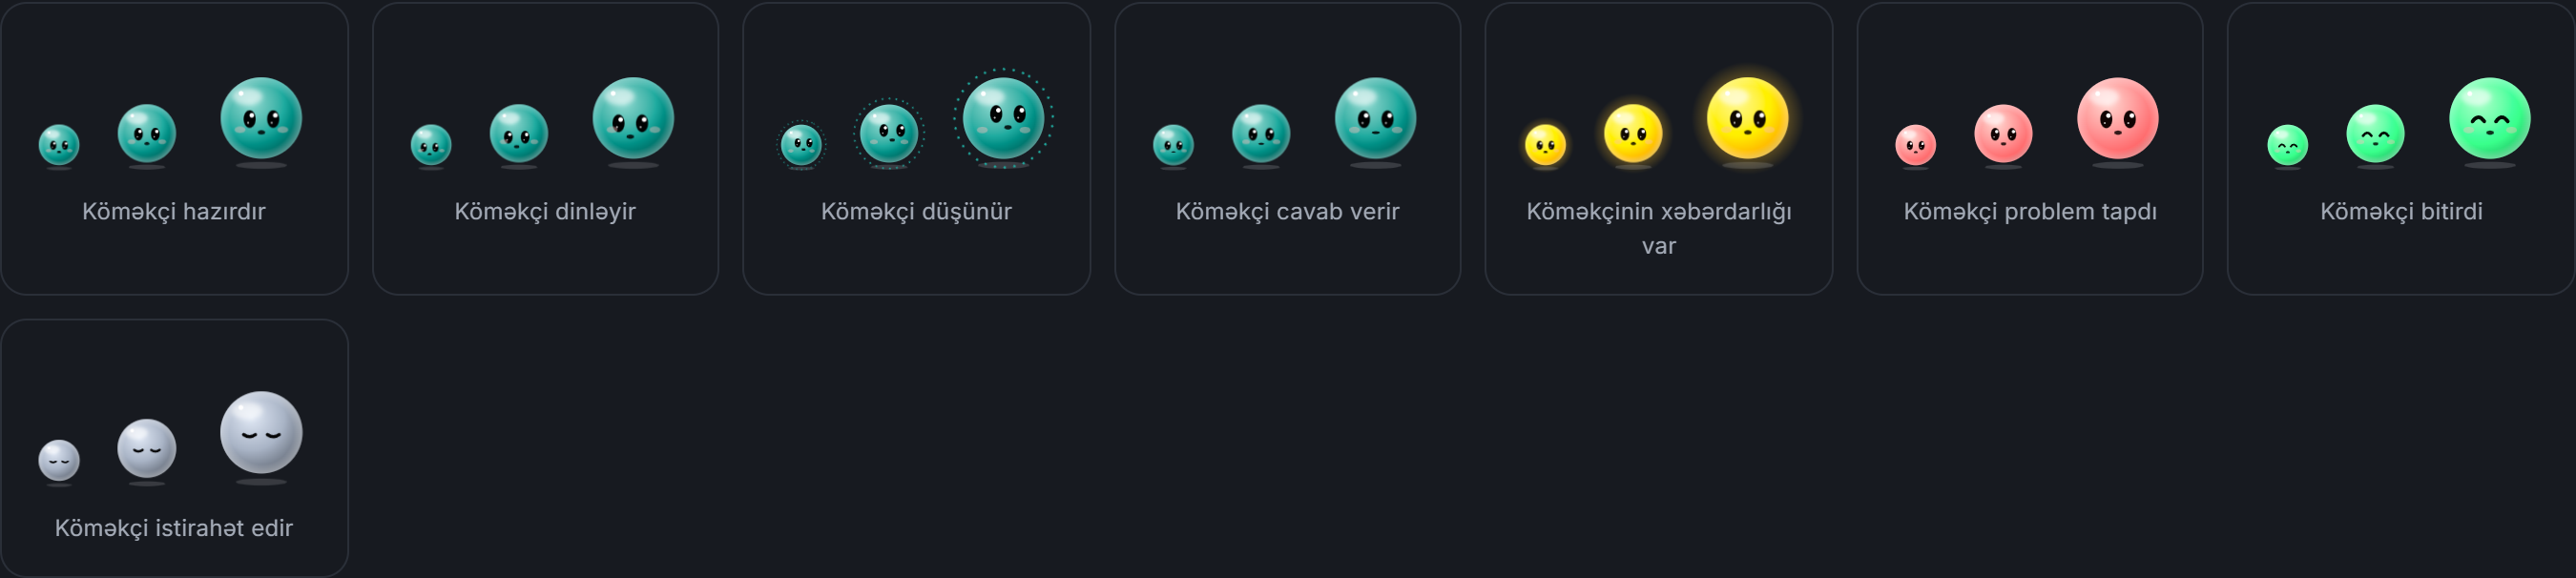 Köməkçi hazırdır
Köməkçi dinləyir
Köməkçi düşünür
Köməkçi cavab verir
Köməkçinin xəbərdarlığı
var
Köməkçi problem tapdı
Köməkçi bitirdi
Köməkçi istirahət edir